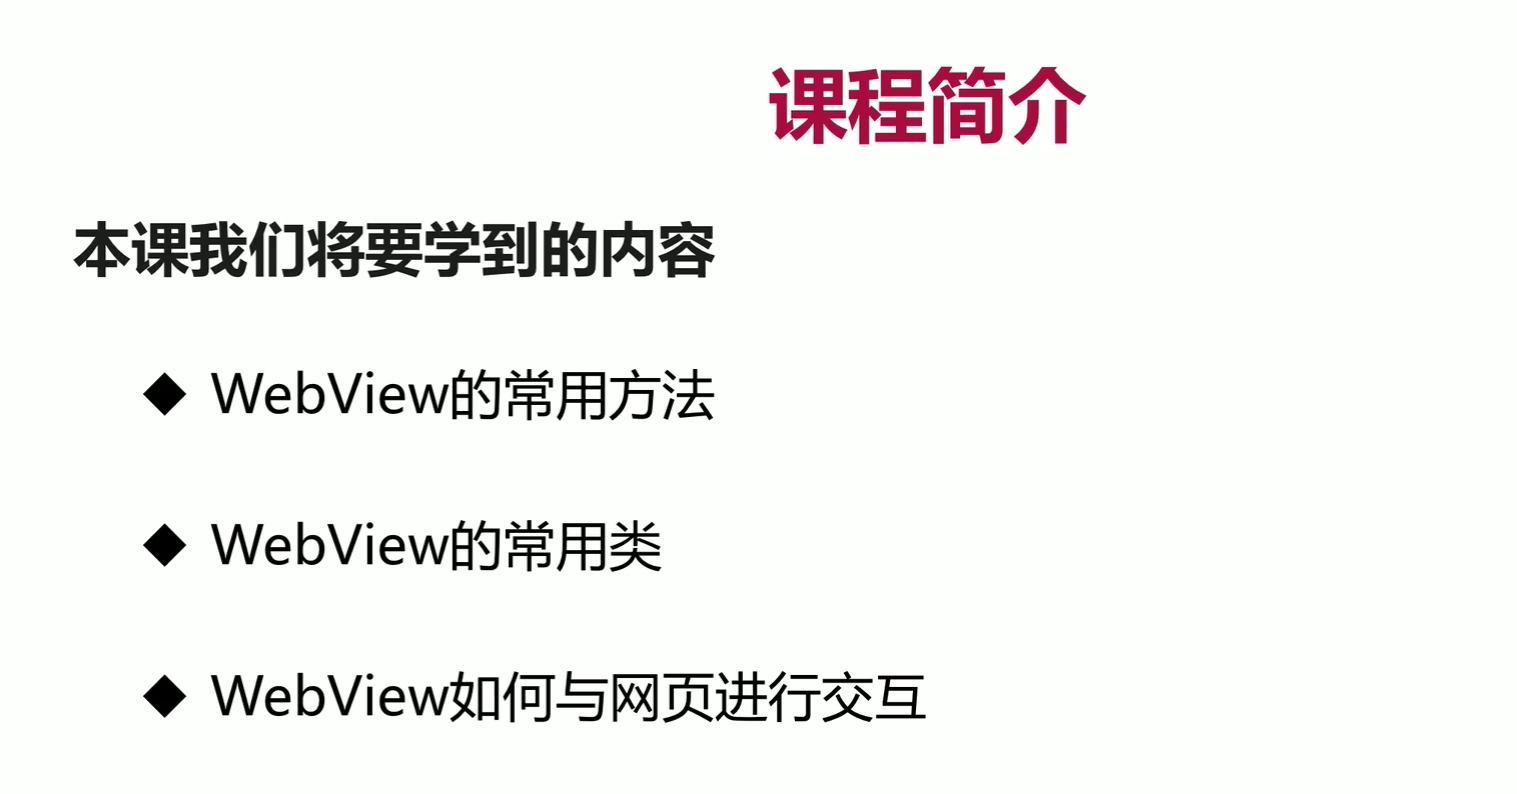 课程简介
本课我们将要学到的内容
◆ WebView的常用方法
◆ WebView的常用类
◆ WebView如何与网页进行交互